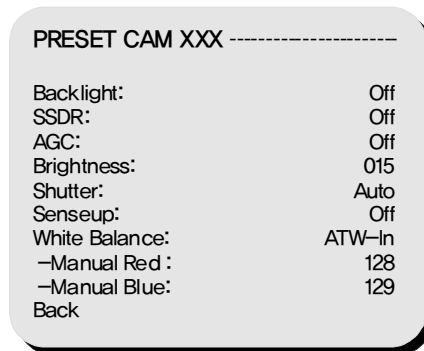 PRESET CAM XXX -----------------------
Backlight: Off
SSDR: Off
AGC: Off
Brightness: 015
Shutter: Auto
Senseup: Off
White Balance: ATW-In
-Manual Red : 128
-Manual Blue: 129
Back